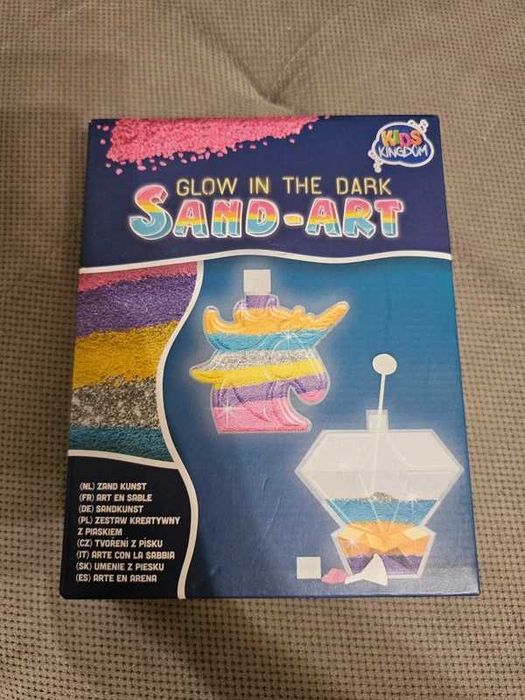 KIDS
KINGDOM
GLOW IN THE DARK
SAND-ART
(NL) ZAND KUNST
(FR) ART EN SABLE
(DE) SANDKUNST
(PL) ZESTAW KREATYWNY
Z PIASKIEM
(CZ) TVOŘENÍ Z PÍSKU
(IT) ARTE CON LA SABBIA
(SK) UMENIE Z PIESKU
(ES) ARTE EN ARENA